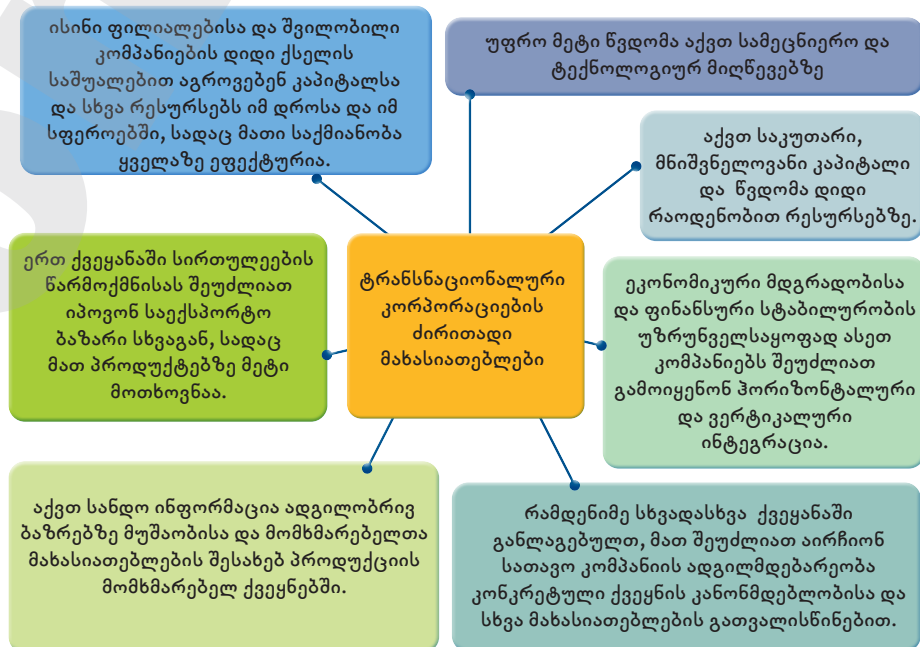 ისინი ფილიალებისა და შვილობილი
კომპანიების დიდი ქსელის
საშუალებით აგროვებენ კაპიტალსა
და სხვა რესურსებს იმ დროსა და იმ
სფეროებში, სადაც მათი საქმიანობა
ყველაზე ეფექტურია.
უფრო მეტი წვდომა აქვთ სამეცნიერო და
ტექნოლოგიურ მიღწევებზე
აქვთ საკუთარი,
მნიშვნელოვანი კაპიტალი
და წვდომა დიდი
რაოდენობით რესურსებზე.
ერთ ქვეყანაში სირთულეების
წარმოქმნისას შეუძლიათ
იპოვონ საექსპორტო
ბაზარი სხვაგან, სადაც
მათ პროდუქტებზე მეტი
მოთხოვნაა.
ტრანსნაციონალური
კორპორაციების
ძირითადი
მახასიათებლები
ეკონომიკური მდგრადობისა
და ფინანსური სტაბილურობის
უზრუნველსაყოფად ასეთ
კომპანიებს შეუძლიათ
გამოიყენონ ჰორიზონტალური
და ვერტიკალური
ინტეგრაცია.
აქვთ სანდო ინფორმაცია ადგილობრივ
ბაზრებზე მუშაობისა და მომხმარებელთა
მახასიათებლების შესახებ პროდუქციის
მომხმარებელ ქვეყნებში.
რამდენიმე სხვადასხვა ქვეყანაში
განლაგებულთ, მათ შეუძლიათ აირჩიონ
სათავო კომპანიის ადგილმდებარეობა
კონკრეტული ქვეყნის კანონმდებლობისა და
სხვა მახასიათებლების გათვალისწინებით.